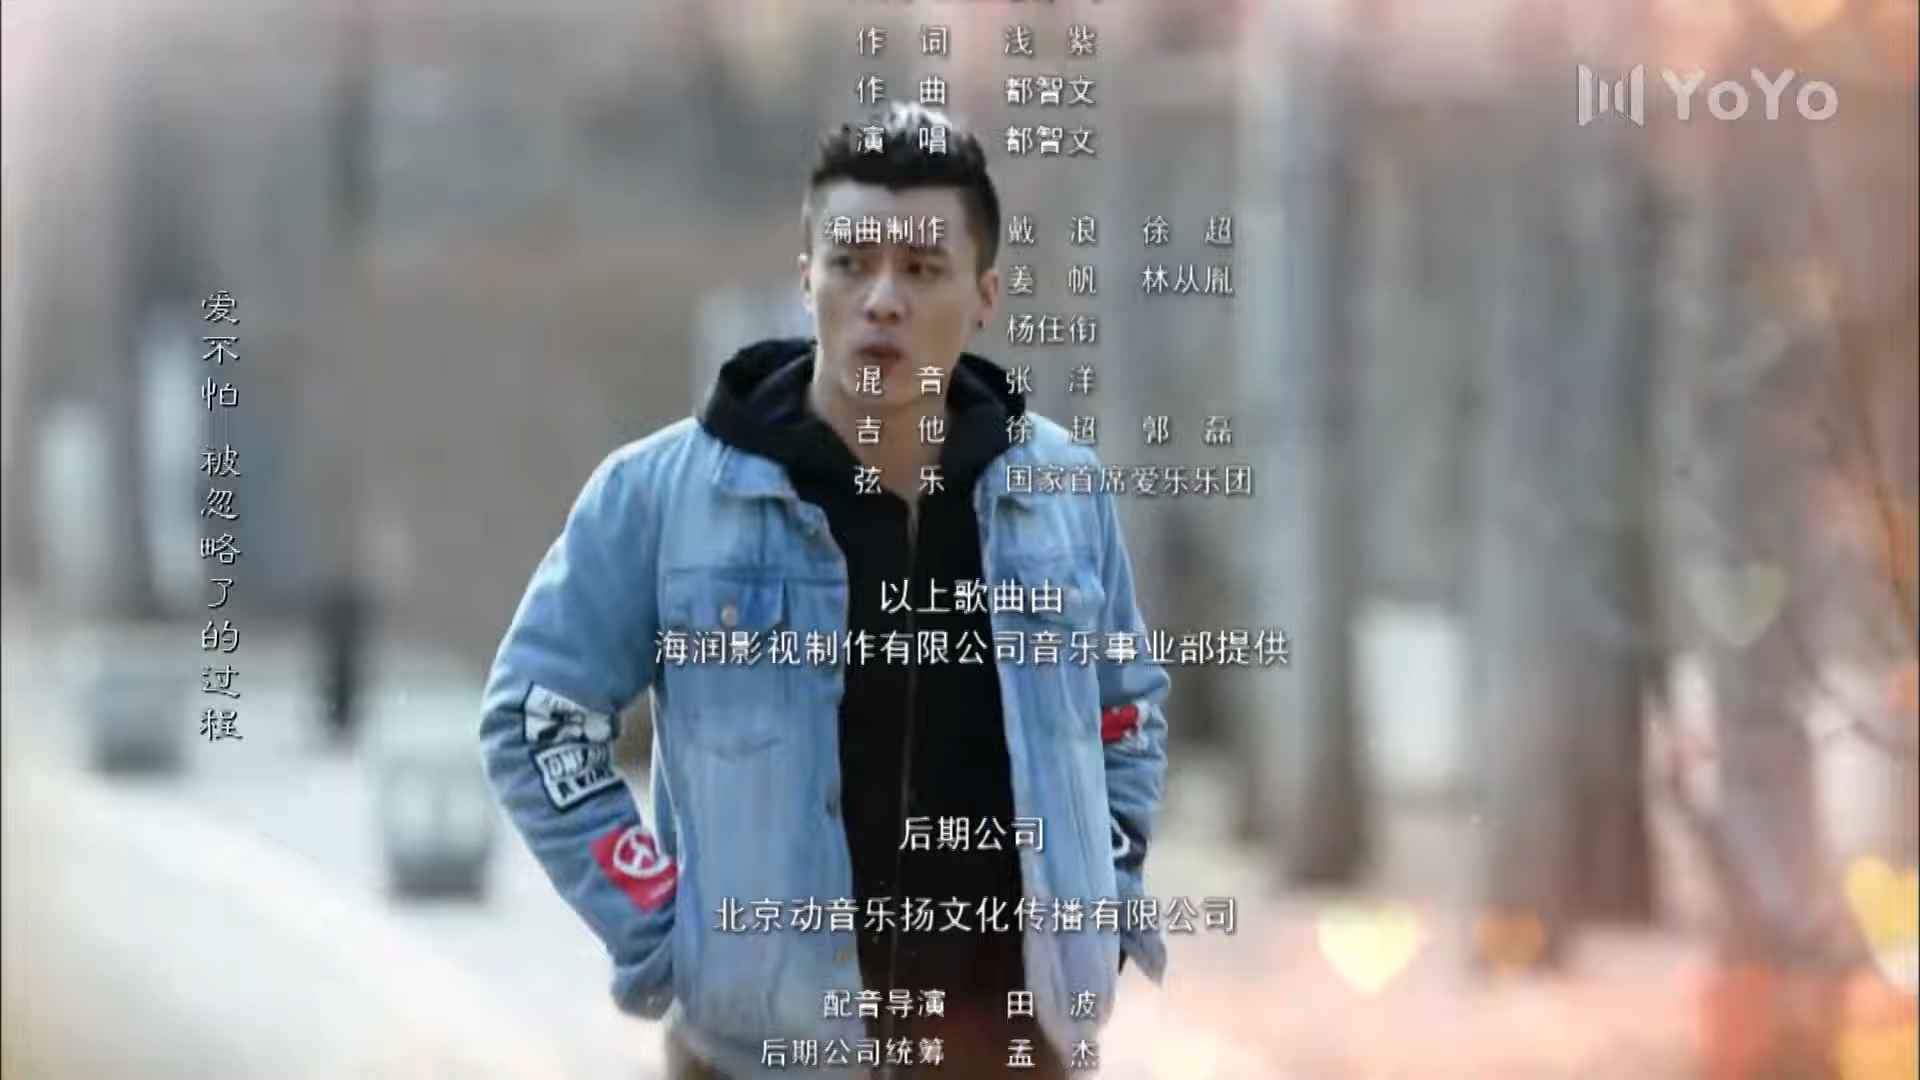 作 词 浅 紫
作 曲 都智文
演 唱 都智文
编曲制作 戴 浪 徐 超
姜 帆 林从胤
杨任衔
混 音 张 洋
吉 他 徐 超 郭 磊
弦 乐 国家首席爱乐乐团
以上歌曲由
海润影视制作有限公司音乐事业部提供
后期公司
北京动音乐扬文化传播有限公司
配音导演 田 波
后期公司统筹 孟 杰
爱不怕 被忽略了的过程
YoYo